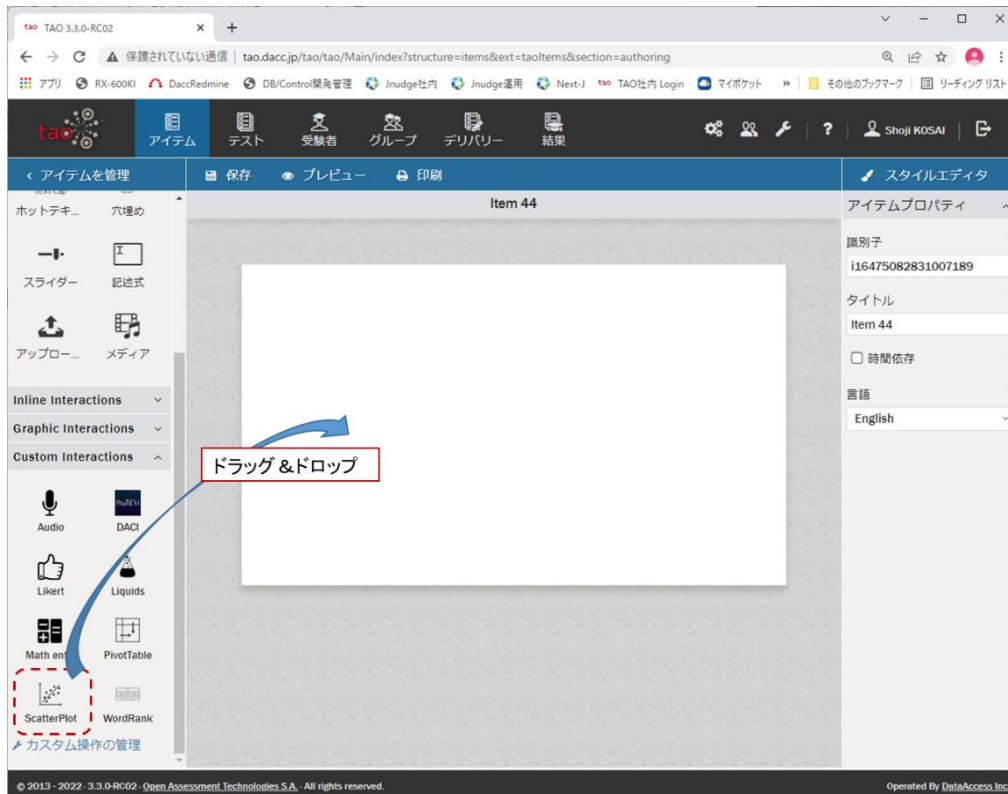 tao TAO 3.3.0-RC02
保護されていない通信 | tao.dacc.jp/tao/tao/Main/index?structure=items&ext=taoItems&section=authoring
アプリ RX-600KI DaccRedmine DB/Control開発管理 Jnudge社内 Jnudge運用 Next-J tao TAO社内 Login マイポケット » その他のブックマーク リーディング リスト
tao アイテム テスト 受験者 グループ デリバリー 結果 ? Shoji KOSAI
< アイテムを管理 保存 プレビュー 印刷 スタイルエディタ
Item 44 アイテムプロパティ
ホットテキ... 穴埋め
識別子
i16475082831007189
スライダー 記述式
タイトル
Item 44
アップロー... メディア
時間依存
言語
English
Inline Interactions
Graphic Interactions
Custom Interactions
ドラッグ&ドロップ
Audio DACI
Likert Liquids
Math ent PivotTable
ScatterPlot WordRank
カスタム操作の管理
© 2013 - 2022 · 3.3.0-RC02 · Open Assessment Technologies S.A. · All rights reserved. Operated By DataAccess Inc